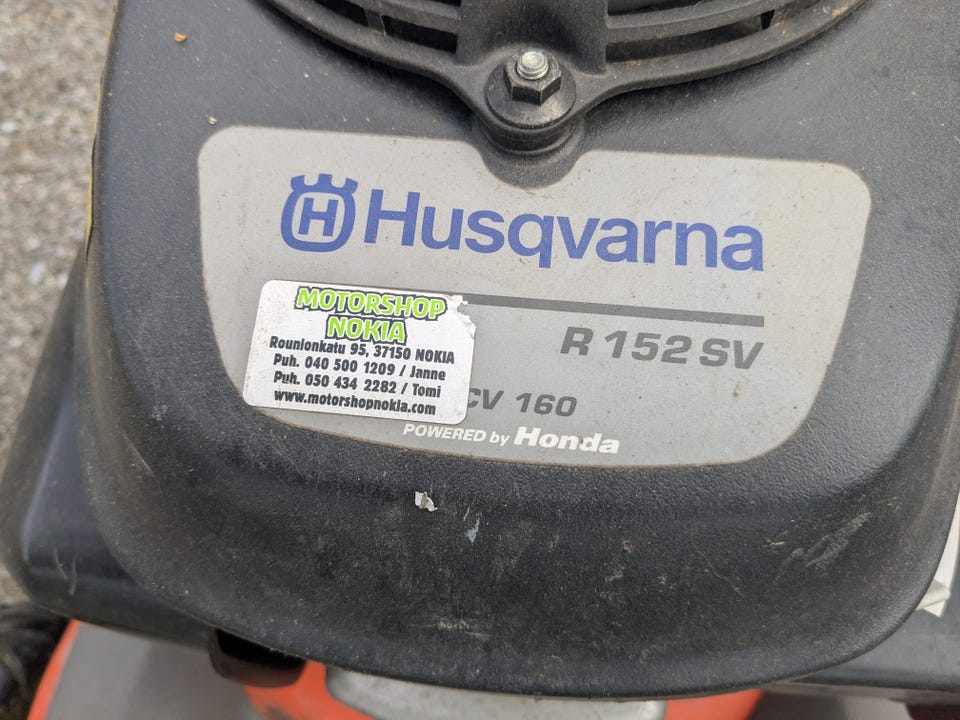 H Husqvarna
R 152 SV
MOTORSHOP
NOKIA
Rounionkatu 95, 37150 NOKIA
Puh. 040 500 1209 / Janne
Puh. 050 434 2282 / Tomi
www.motorshopnokia.com
CV 160
POWERED by Honda